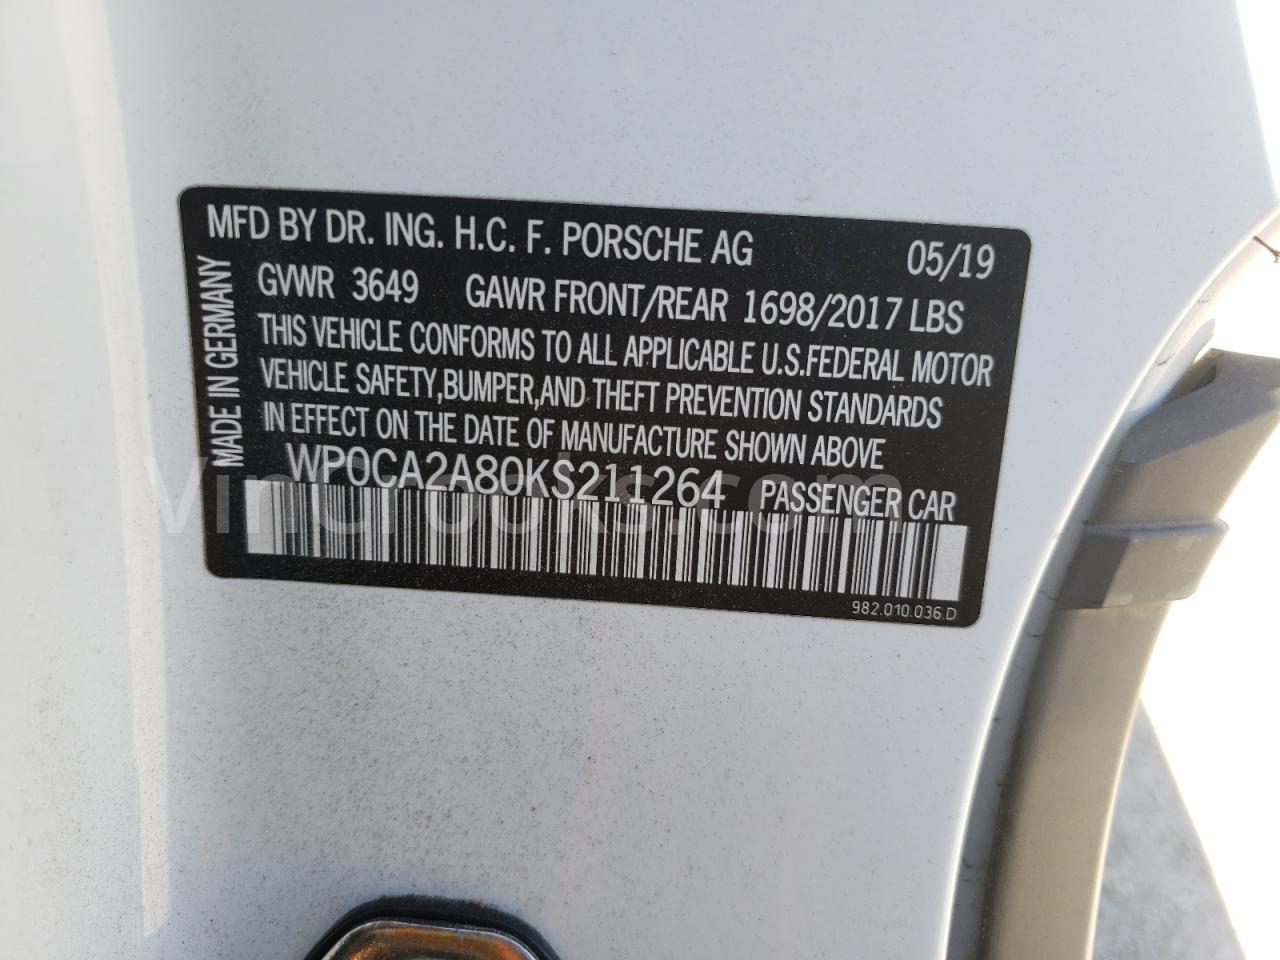 MFD BY DR. ING. H.C. F. PORSCHE AG 05/19
GVWR 3649 GAWR FRONT/REAR 1698/2017 LBS
THIS VEHICLE CONFORMS TO ALL APPLICABLE U.S.FEDERAL MOTOR
VEHICLE SAFETY,BUMPER,AND THEFT PREVENTION STANDARDS
IN EFFECT ON THE DATE OF MANUFACTURE SHOWN ABOVE
WP0CA2A80KS211264 PASSENGER CAR
982.010.036.D
MADE IN GERMANY
VinCrooks.com